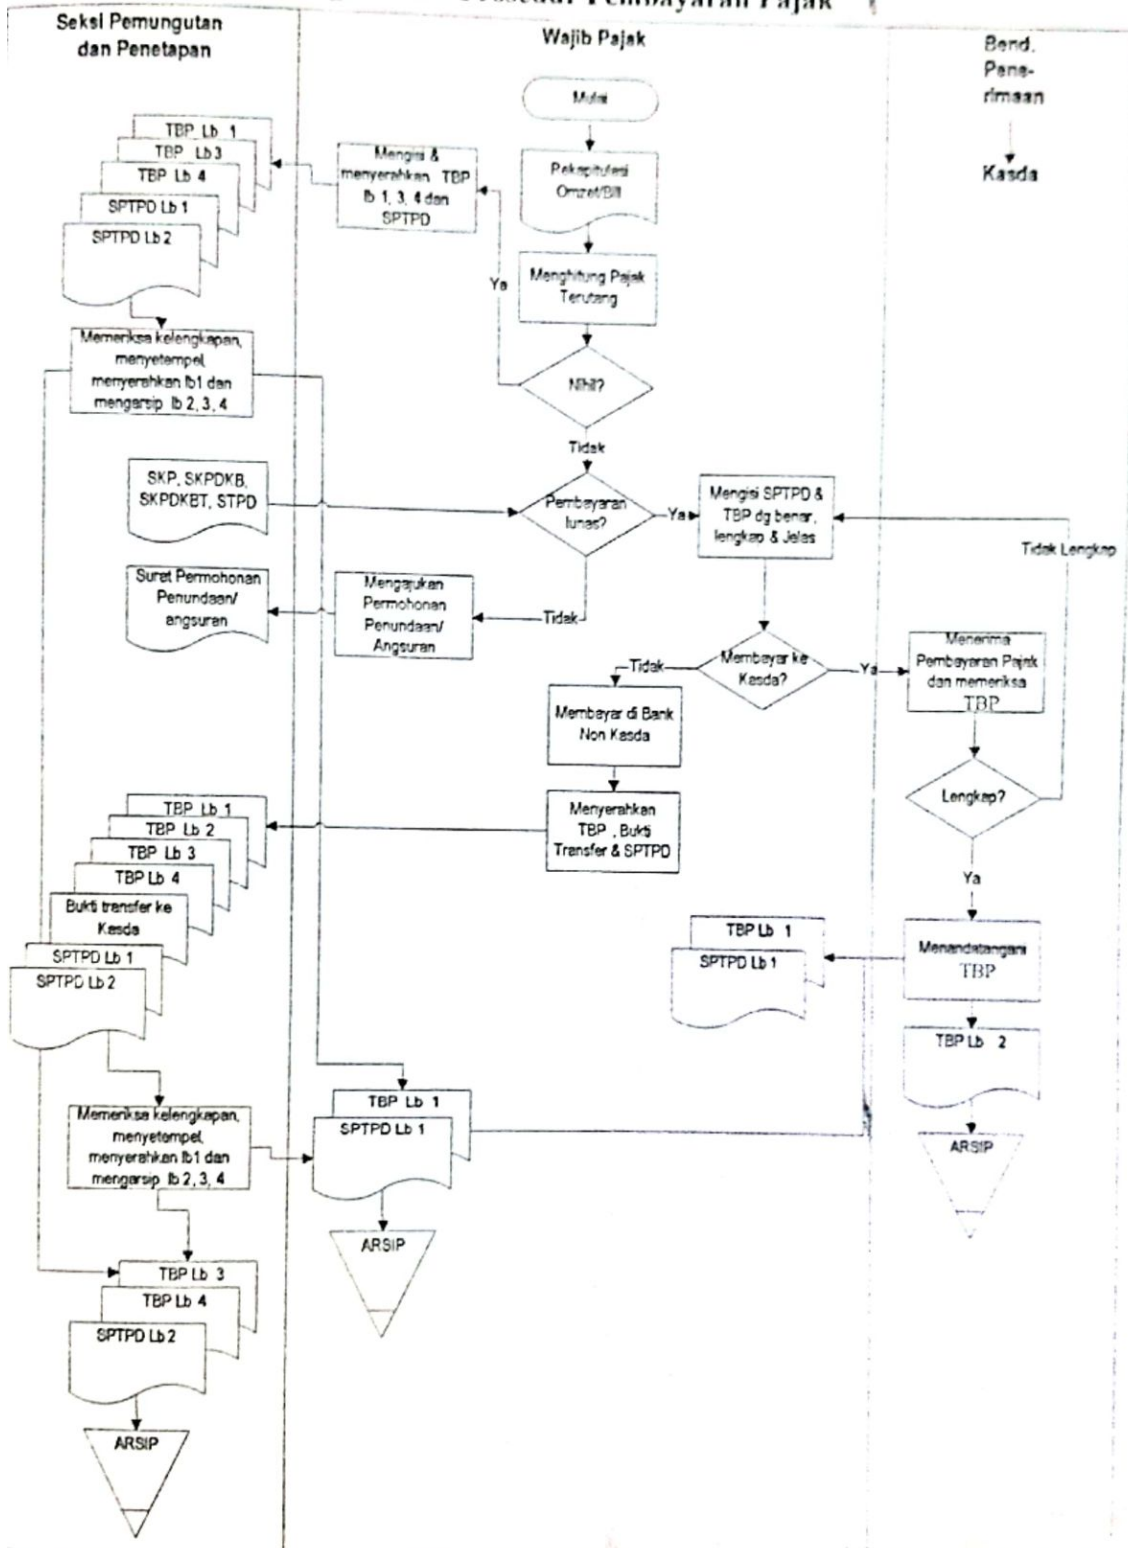 Pembayaran Pajak
Seksi Pemungutan
dan Penetapan
Wajib Pajak
Bend.
Pene-
rimaan
Kasda
Mulai
Rekapitulasi
Omzet/Bill
Menghitung Pajak
Terutang
Nihil?
Ya
Mengisi &
menyerahkan TBP
lb 1, 3, 4 dan
SPTPD
TBP Lb 1
TBP Lb3
TBP Lb 4
SPTPD Lb 1
SPTPD Lb 2
Memeriksa kelengkapan,
menyetempel,
menyerahkan lb1 dan
mengarsip lb 2, 3, 4
Tidak
SKP, SKPDKB,
SKPDKBT, STPD
Pembayaran
lunas?
Ya
Mengisi SPTPD &
TBP dg benar,
lengkap & Jelas
Tidak Lengkap
Surat Permohonan
Penundaan/
angsuran
Mengajukan
Permohonan
Penundaan/
Angsuran
Tidak
Membayar ke
Kasda?
Tidak
Ya
Menerima
Pembayaran Pajak
dan memeriksa
TBP
Membayar di Bank
Non Kasda
Lengkap?
Menyerahkan
TBP , Bukti
Transfer & SPTPD
Ya
TBP Lb 1
TBP Lb 2
TBP Lb 3
TBP Lb 4
Bukti transfer ke
Kasda
SPTPD Lb 1
SPTPD Lb 2
TBP Lb 1
SPTPD Lb 1
Menandatangani
TBP
TBP Lb 2
ARSIP
Memeriksa kelengkapan,
menyetempel,
menyerahkan lb1 dan
mengarsip lb 2, 3, 4
TBP Lb 1
SPTPD Lb 1
ARSIP
TBP Lb 3
TBP Lb 4
SPTPD Lb 2
ARSIP